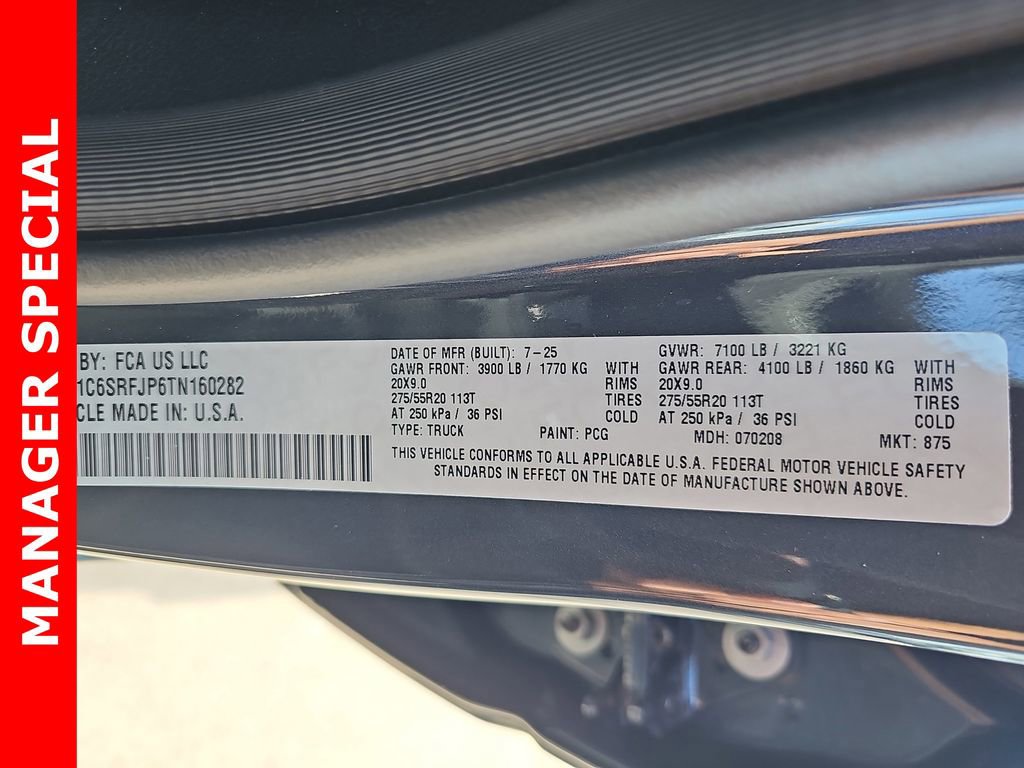 MANAGER SPECIAL
BY: FCA US LLC
1C6SRFJP6TN160282
CLE MADE IN: U.S.A.
DATE OF MFR (BUILT): 7-25
GAWR FRONT: 3900 LB / 1770 KG WITH
20X9.0 RIMS
275/55R20 113T TIRES
AT 250 kPa / 36 PSI COLD
TYPE: TRUCK PAINT: PCG
GVWR: 7100 LB / 3221 KG
GAWR REAR: 4100 LB / 1860 KG WITH
20X9.0 RIMS
275/55R20 113T TIRES
AT 250 kPa / 36 PSI COLD
MDH: 070208 MKT: 875
THIS VEHICLE CONFORMS TO ALL APPLICABLE U.S.A. FEDERAL MOTOR VEHICLE SAFETY
STANDARDS IN EFFECT ON THE DATE OF MANUFACTURE SHOWN ABOVE.